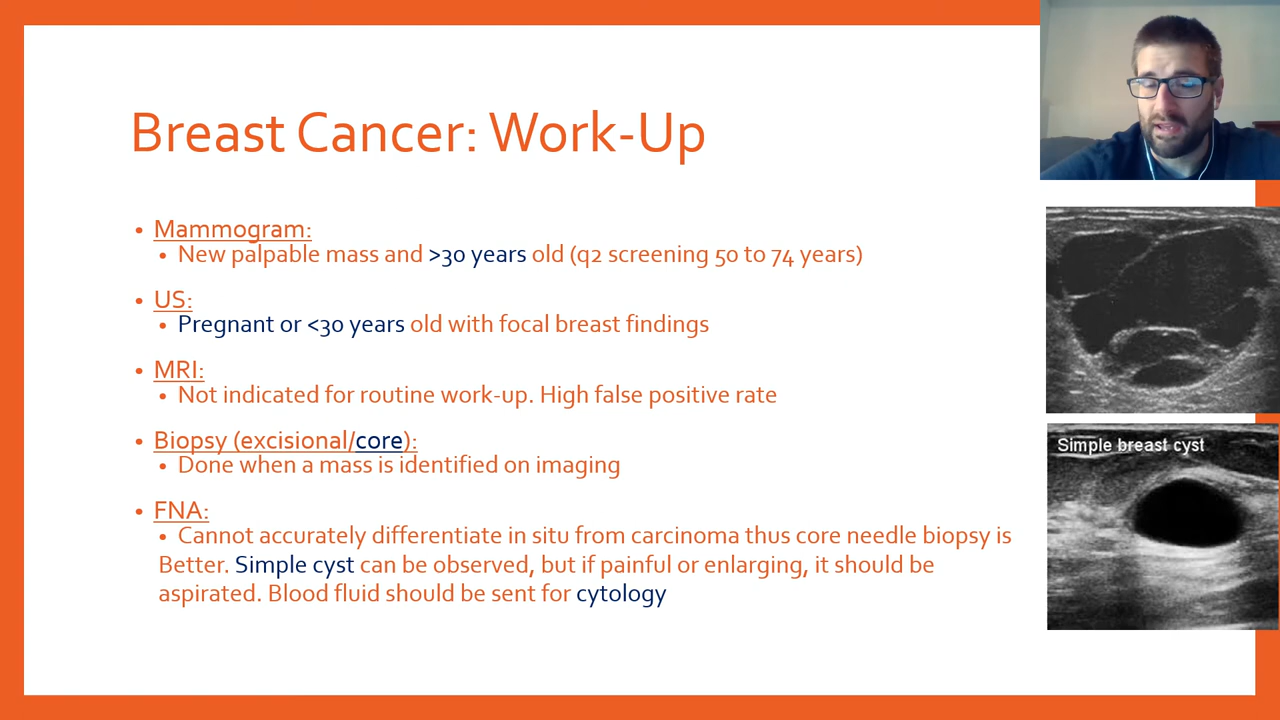 Breast Cancer: Work-Up
• Mammogram:
• New palpable mass and >30 years old (q2 screening 50 to 74 years)
• US:
• Pregnant or <30 years old with focal breast findings
• MRI:
• Not indicated for routine work-up. High false positive rate
• Biopsy (excisional/core):
• Done when a mass is identified on imaging
• FNA:
• Cannot accurately differentiate in situ from carcinoma thus core needle biopsy is
Better. Simple cyst can be observed, but if painful or enlarging, it should be
aspirated. Blood fluid should be sent for cytology
Simple breast cyst